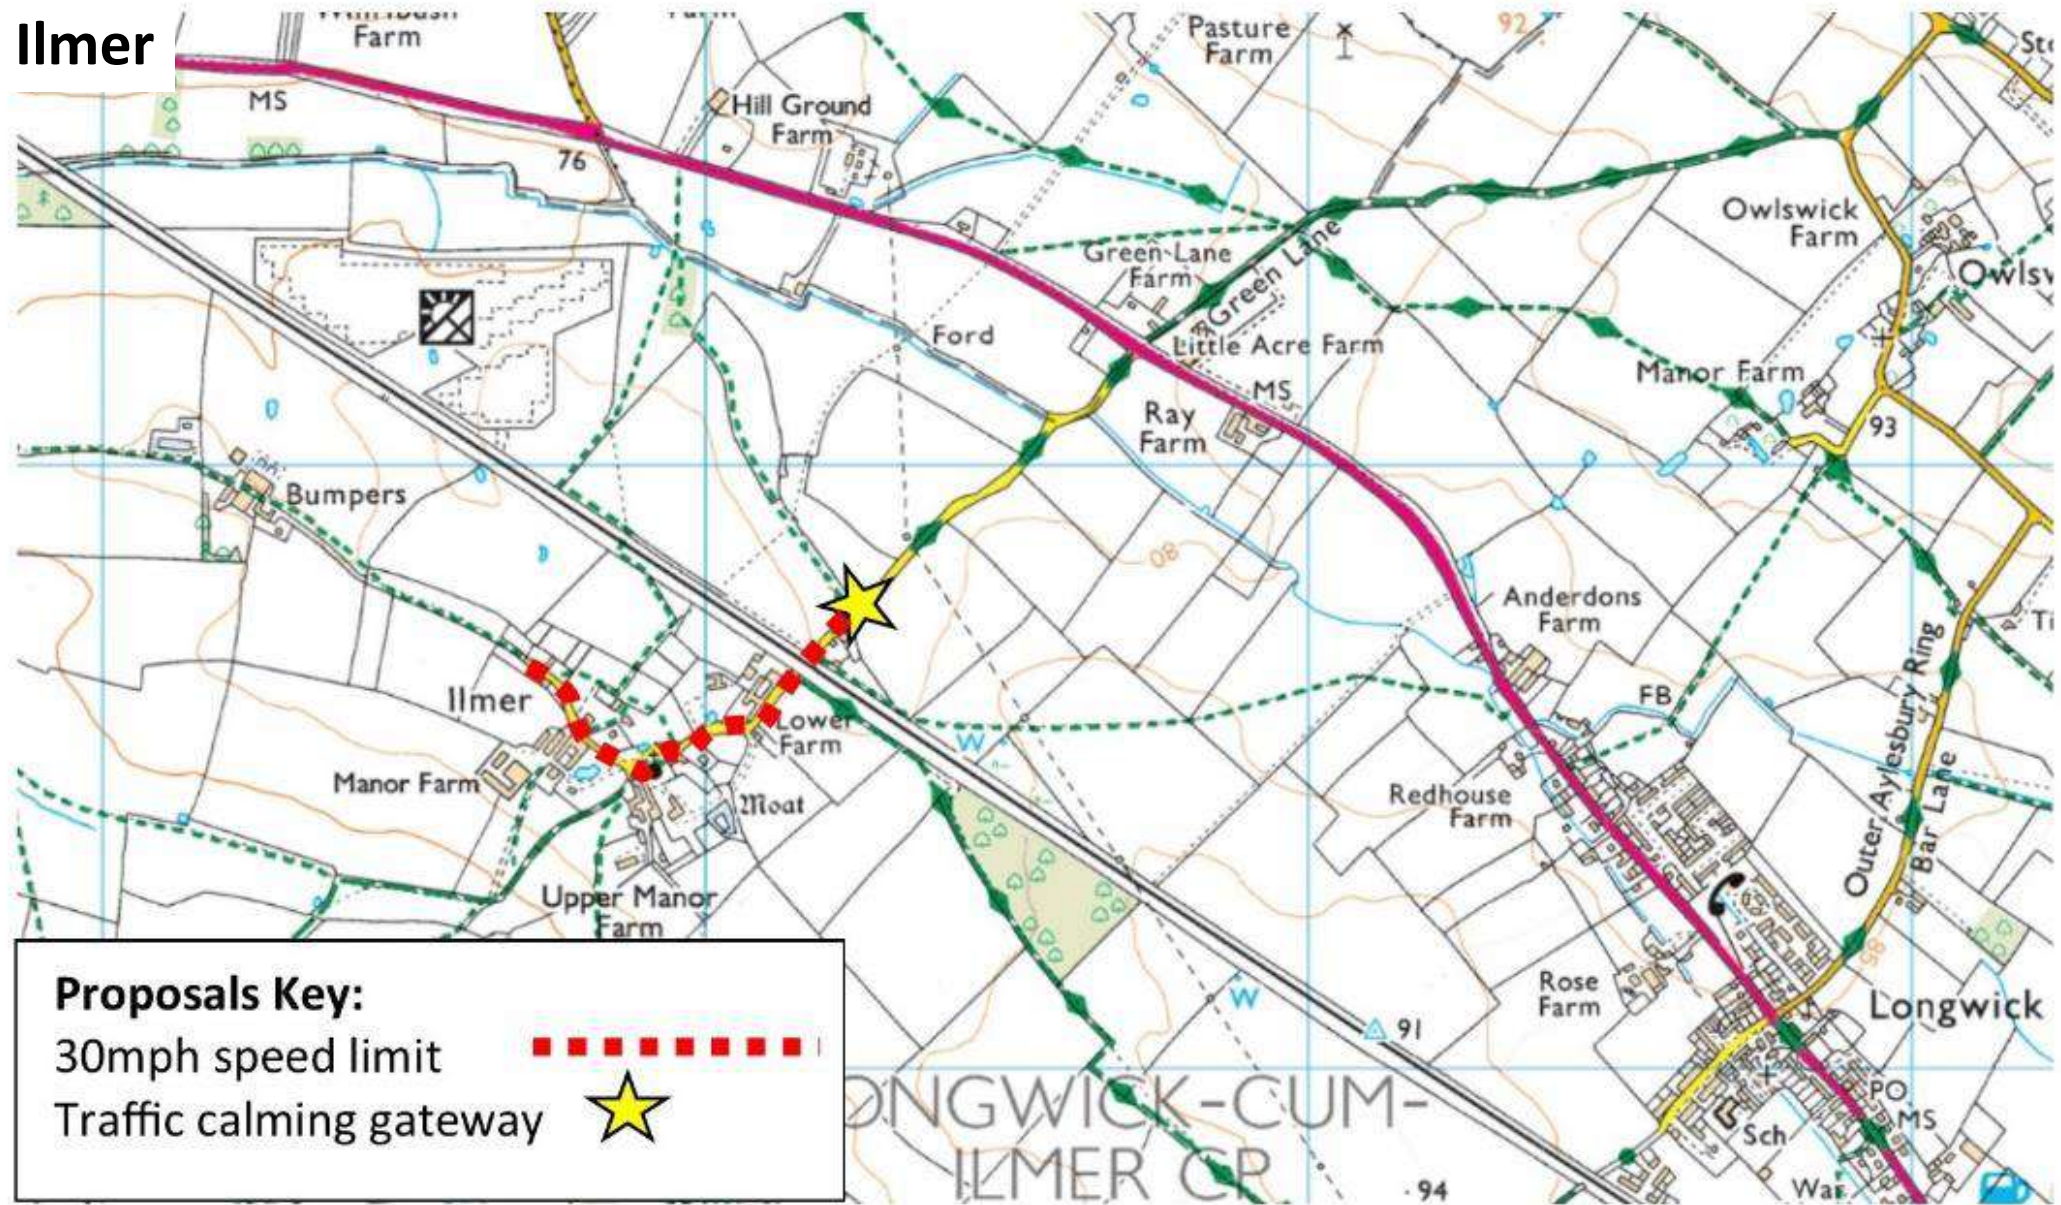 Ilmer
Farm
MS
76
Hill Ground
Farm
Pasture
Farm
92
Owlswick
Farm
Green Lane
Farm
Green Lane
Little Acre Farm
Ford
MS
Ray
Farm
Manor Farm
93
Bumpers
80
Anderdons
Farm
FB
Ilmer
Lower
Farm
Manor Farm
Moat
W
Redhouse
Farm
Outer Aylesbury Ring
Bar Lane
Upper Manor
Farm
85
Rose
Farm
W
91
Longwick
PO
MS
Sch
94
ONGWICK-CUM-
ILMER CP
Proposals Key:
30mph speed limit
Traffic calming gateway